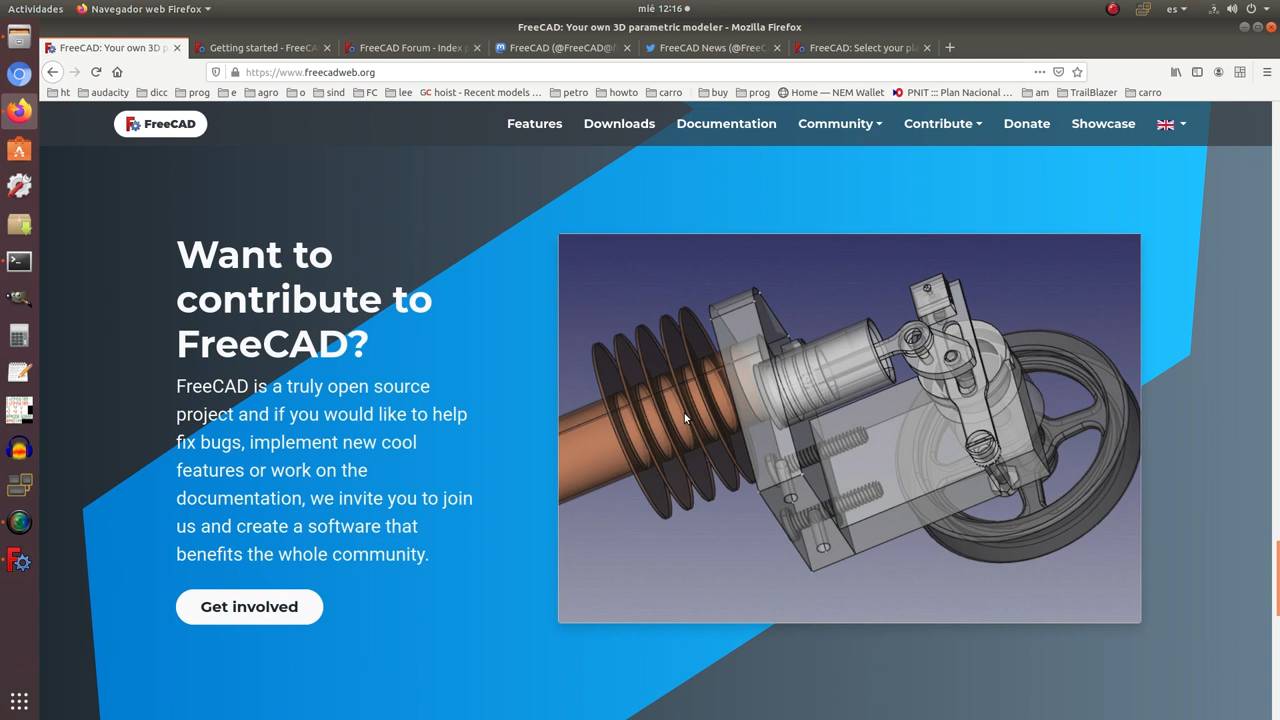 Actividades
Navegador web Firefox
mié 12:16
es
FreeCAD: Your own 3D parametric modeler - Mozilla Firefox
FreeCAD: Your own 3D p
Getting started - FreeCA
FreeCAD Forum - Index p
FreeCAD (@FreeCAD@
FreeCAD News (@FreeC
FreeCAD: Select your pl
https://www.freecadweb.org
ht
audacity
dicc
prog
e
agro
o
sind
FC
lee
GC hoist - Recent models ...
petro
howto
carro
buy
prog
Home — NEM Wallet
PNIT ::: Plan Nacional ...
am
TrailBlazer
carro
FreeCAD
Features
Downloads
Documentation
Community
Contribute
Donate
Showcase
Want to
contribute to
FreeCAD?
FreeCAD is a truly open source
project and if you would like to help
fix bugs, implement new cool
features or work on the
documentation, we invite you to join
us and create a software that
benefits the whole community.
Get involved